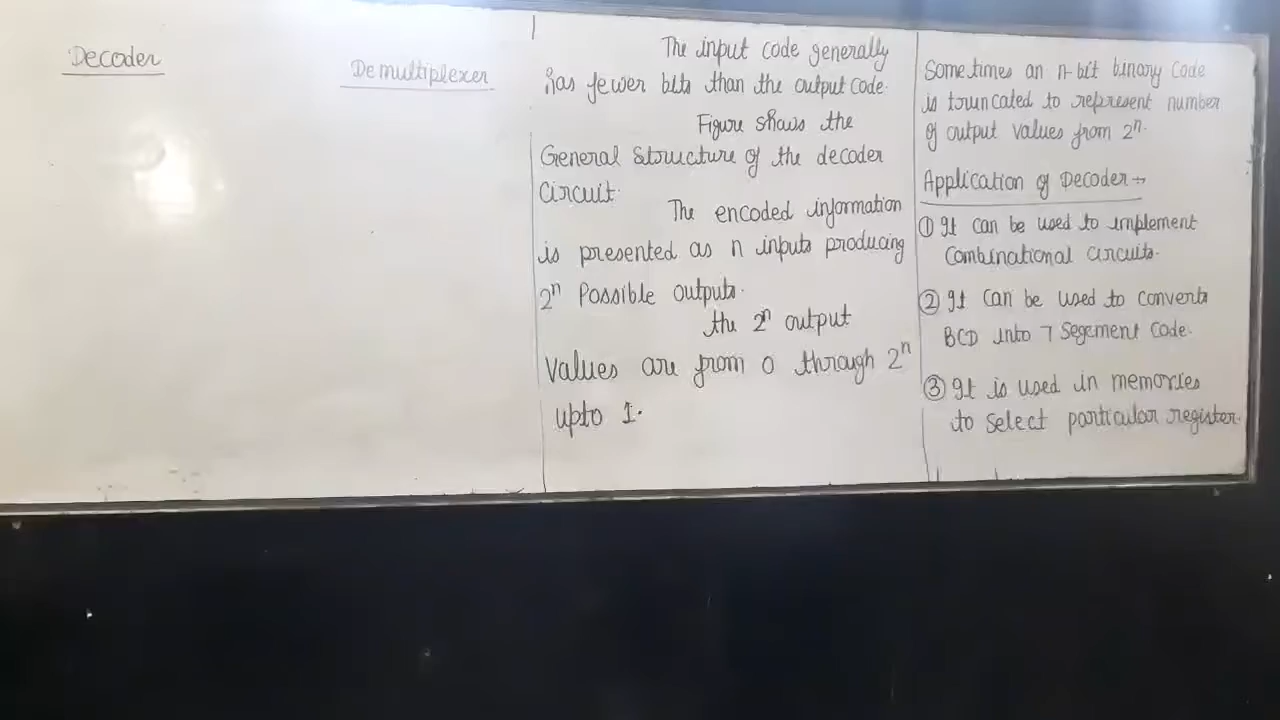 Decoder
Demultiplexer
The input code generally
has fewer bits than the output code.
Figure shows the
General Structure of the decoder
Circuit.
The encoded information
is presented as n inputs producing
2ⁿ Possible outputs.
the 2ⁿ output
Values are from 0 through 2ⁿ
upto 1.
Sometimes an n-bit binary Code
is truncated to represent number
of output values from 2ⁿ.
Application of Decoder →
① It can be used to implement
Combinational circuits.
② It can be used to converts
BCD into 7 Segement Code.
③ It is used in memories
to select particular register.